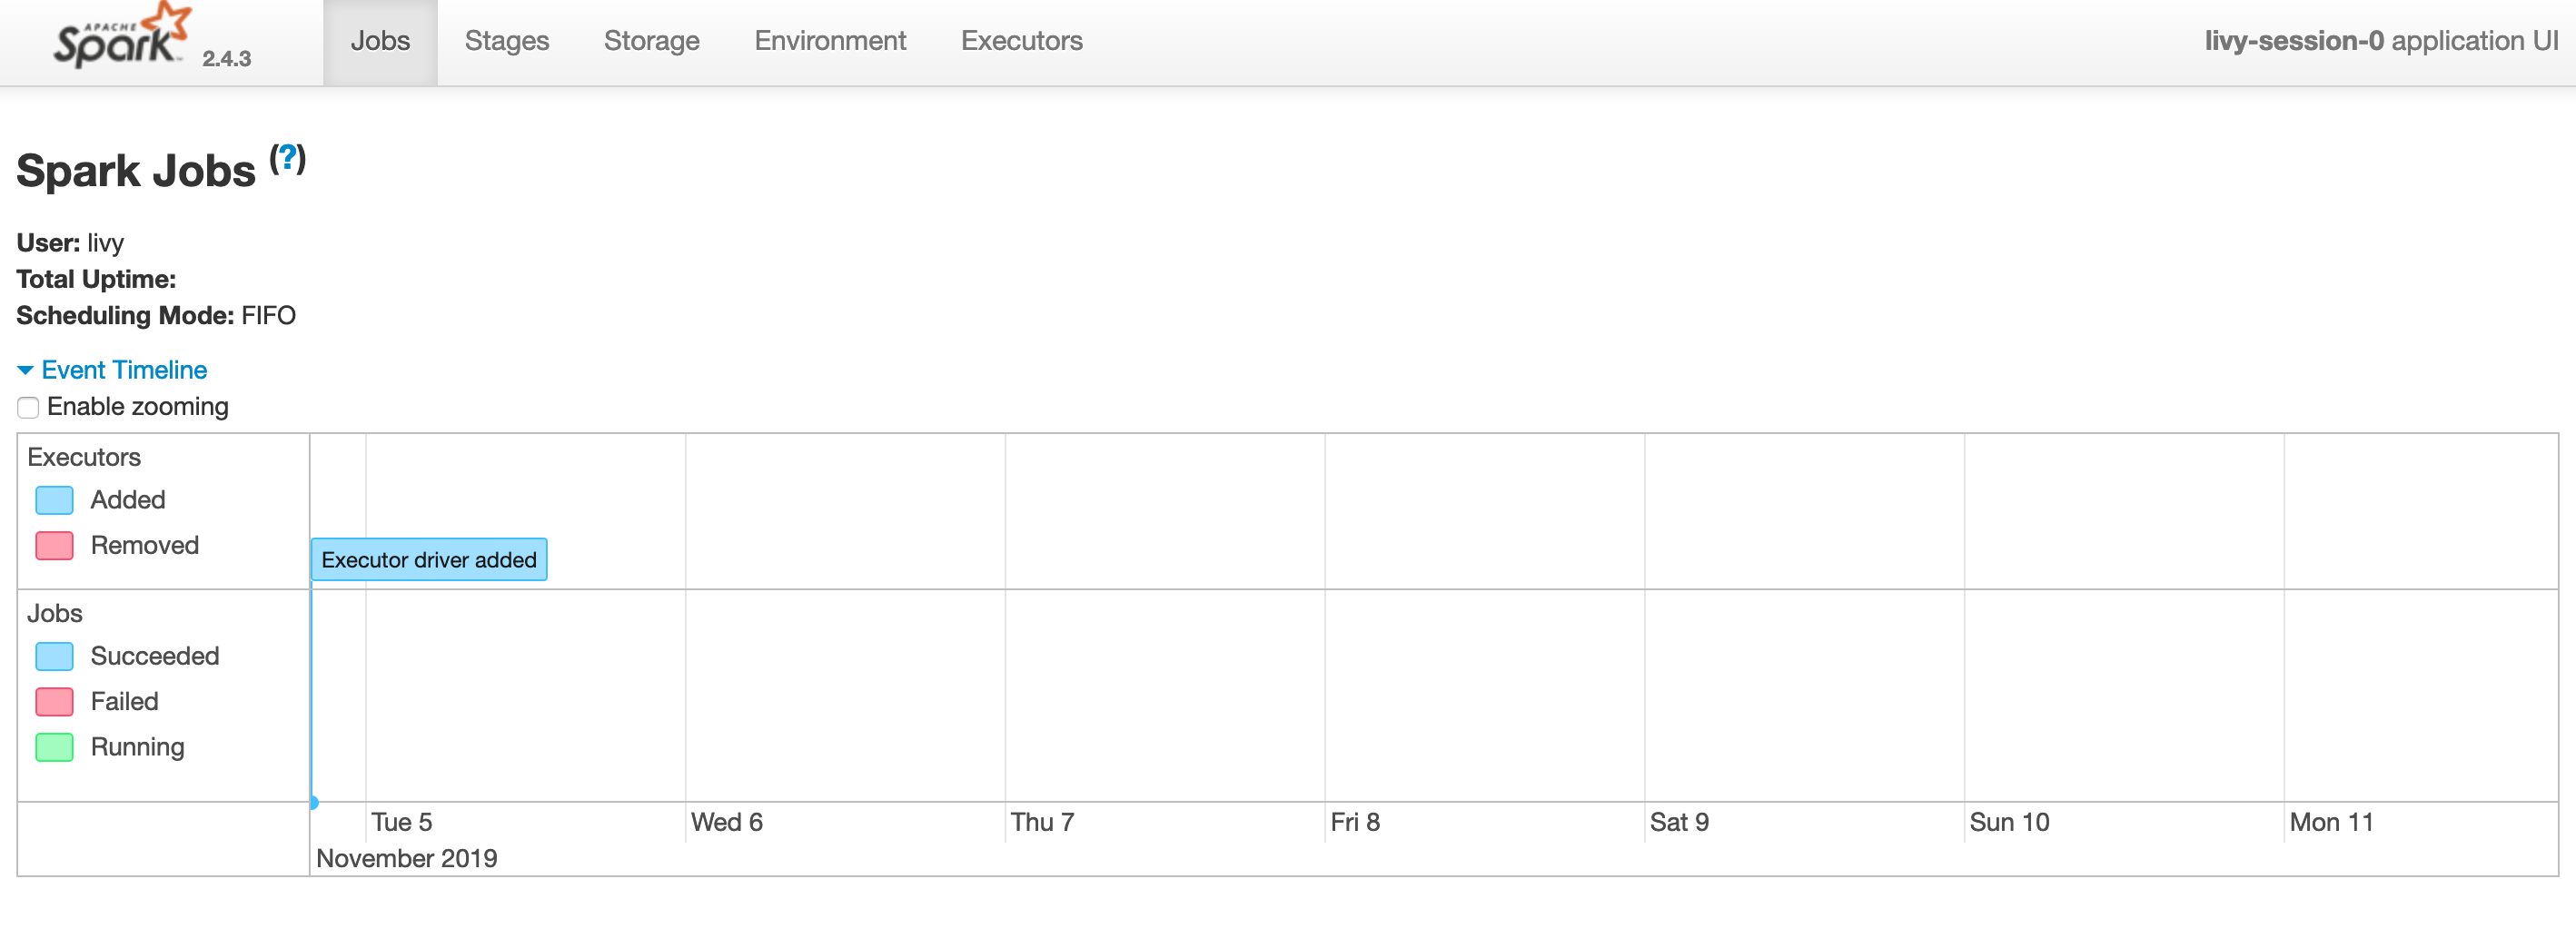 APACHE
Spark™ 2.4.3 Jobs Stages Storage Environment Executors livy-session-0 application UI
Spark Jobs (?)
User: livy
Total Uptime:
Scheduling Mode: FIFO
Event Timeline
Enable zooming
Executors
Added
Removed
Executor driver added
Jobs
Succeeded
Failed
Running
Tue 5 Wed 6 Thu 7 Fri 8 Sat 9 Sun 10 Mon 11
November 2019